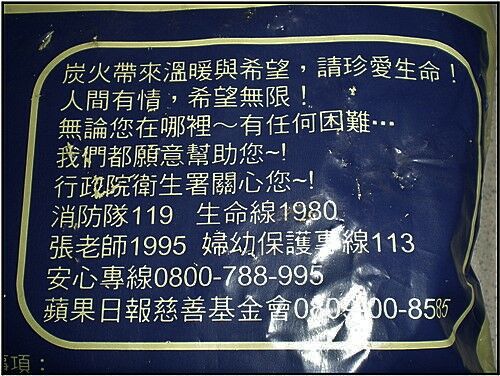 炭火帶來溫暖與希望，請珍愛生命！
人間有情，希望無限！
無論您在哪裡～有任何困難…
我們都願意幫助您~!
行政院衛生署關心您~!
消防隊119 生命線1980
張老師1995 婦幼保護專線113
安心專線0800-788-995
蘋果日報慈善基金會
項：